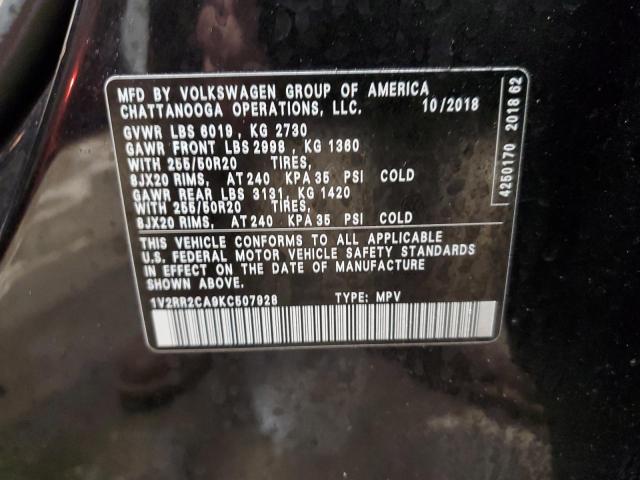 MFD BY VOLKSWAGEN GROUP OF AMERICA
CHATTANOOGA OPERATIONS, LLC. 10/2018
GVWR LBS 6019, KG 2730
GAWR FRONT LBS 2998, KG 1360
WITH 255/50R20 TIRES,
8JX20 RIMS, AT 240 KPA 35 PSI COLD
GAWR REAR LBS 3131, KG 1420
WITH 255/50R20 TIRES,
8JX20 RIMS, AT 240 KPA 35 PSI COLD
THIS VEHICLE CONFORMS TO ALL APPLICABLE
U.S. FEDERAL MOTOR VEHICLE SAFETY STANDARDS
IN EFFECT ON THE DATE OF MANUFACTURE
SHOWN ABOVE.
1V2RR2CA9KC507928 TYPE: MPV
4250170 2018 62